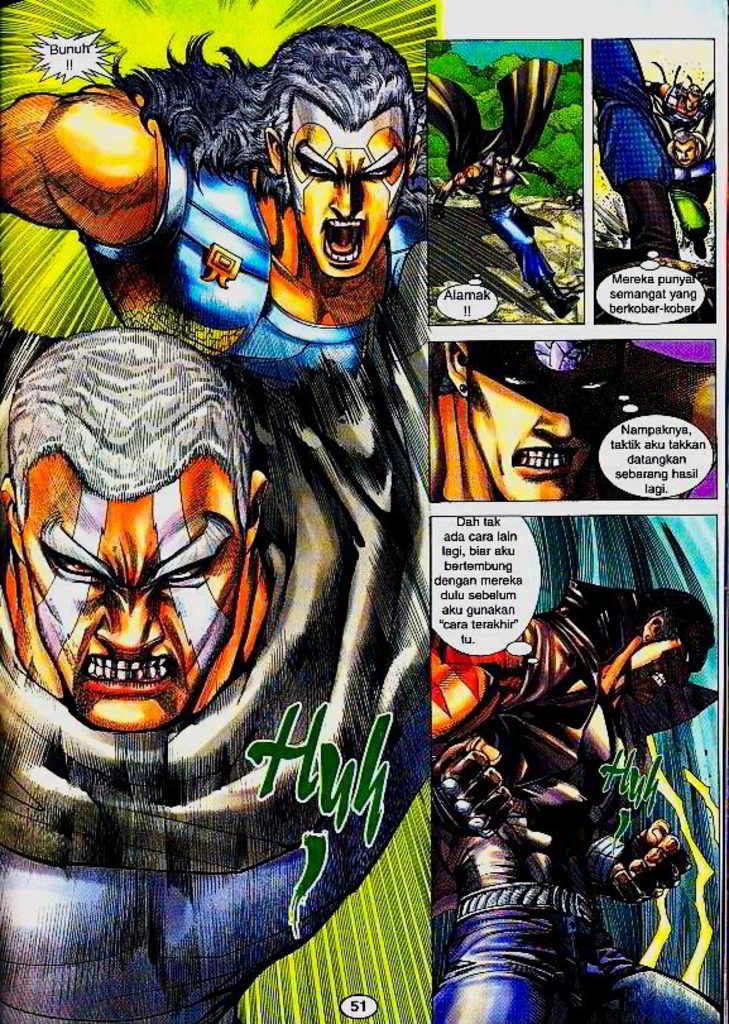 Bunuh
!!
Alamak
!!
Mereka punyai
semangat yang
berkobar-kobar
Nampaknya,
taktik aku takkan
datangkan
sebarang hasil
lagi.
Dah tak
ada cara lain
lagi, biar aku
bertembung
dengan mereka
dulu sebelum
aku gunakan
"cara terakhir"
tu.
Huh,
Huh,
51